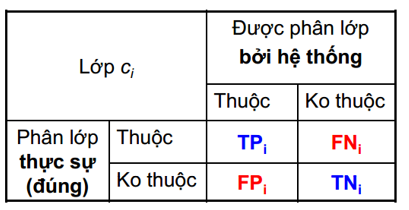 Lớp ci
Được phân lớp
bởi hệ thống
Thuộc
Ko thuộc
Phân lớp
thực sự
(đúng)
Thuộc
TPi
FNi
Ko thuộc
FPi
TNi